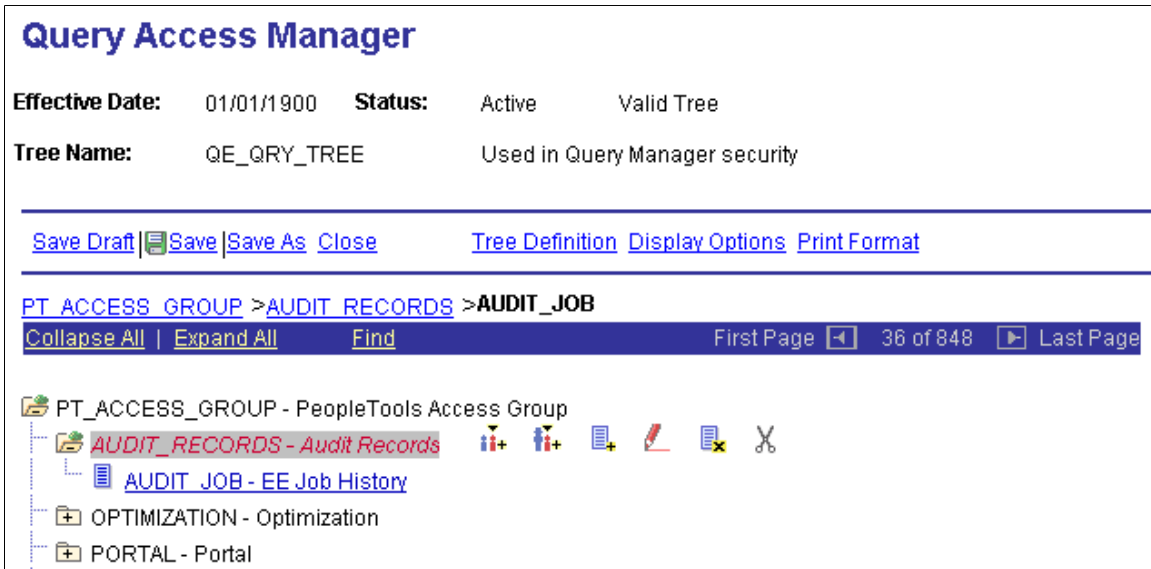 Query Access Manager
Effective Date: 01/01/1900 Status: Active Valid Tree
Tree Name: QE_QRY_TREE Used in Query Manager security
Save Draft | Save | Save As Close Tree Definition Display Options Print Format
PT_ACCESS_GROUP > AUDIT_RECORDS > AUDIT_JOB
Collapse All | Expand All Find First Page 36 of 848 Last Page
PT_ACCESS_GROUP - PeopleTools Access Group
AUDIT_RECORDS - Audit Records
AUDIT_JOB - EE Job History
OPTIMIZATION - Optimization
PORTAL - Portal